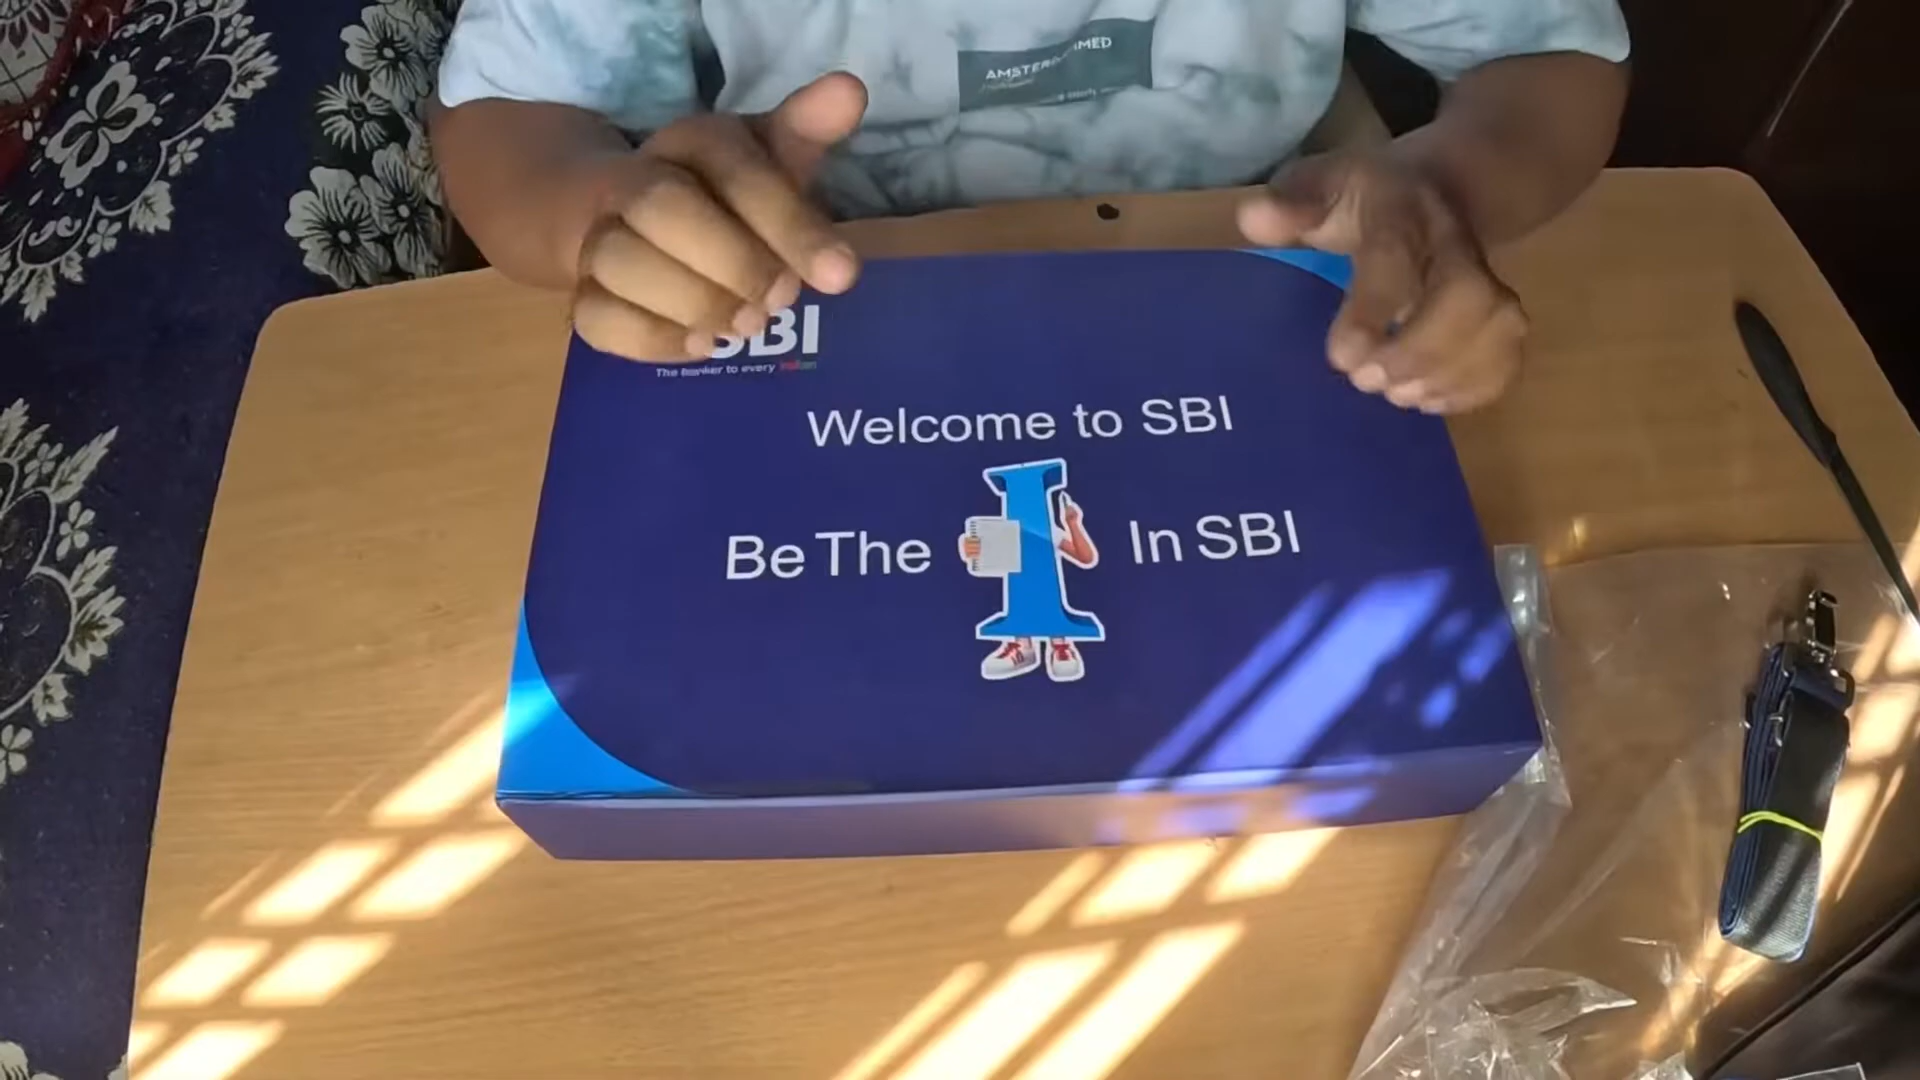 SBI
The banker to every Indian
Welcome to SBI
Be The I In SBI